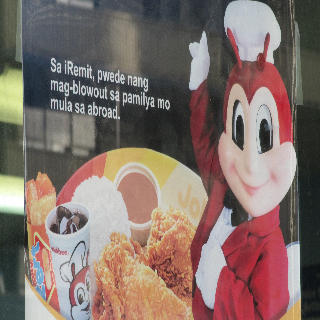 Sa iRemit, pwede nang
mag-blowout sa pamilya mo
mula sa abroad.